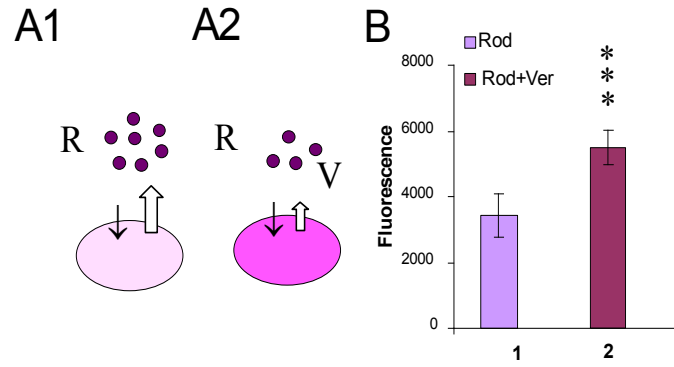 A1
A2
B
R
R
V
Rod
Rod+Ver
***
8000
6000
4000
2000
0
Fluorescence
1
2